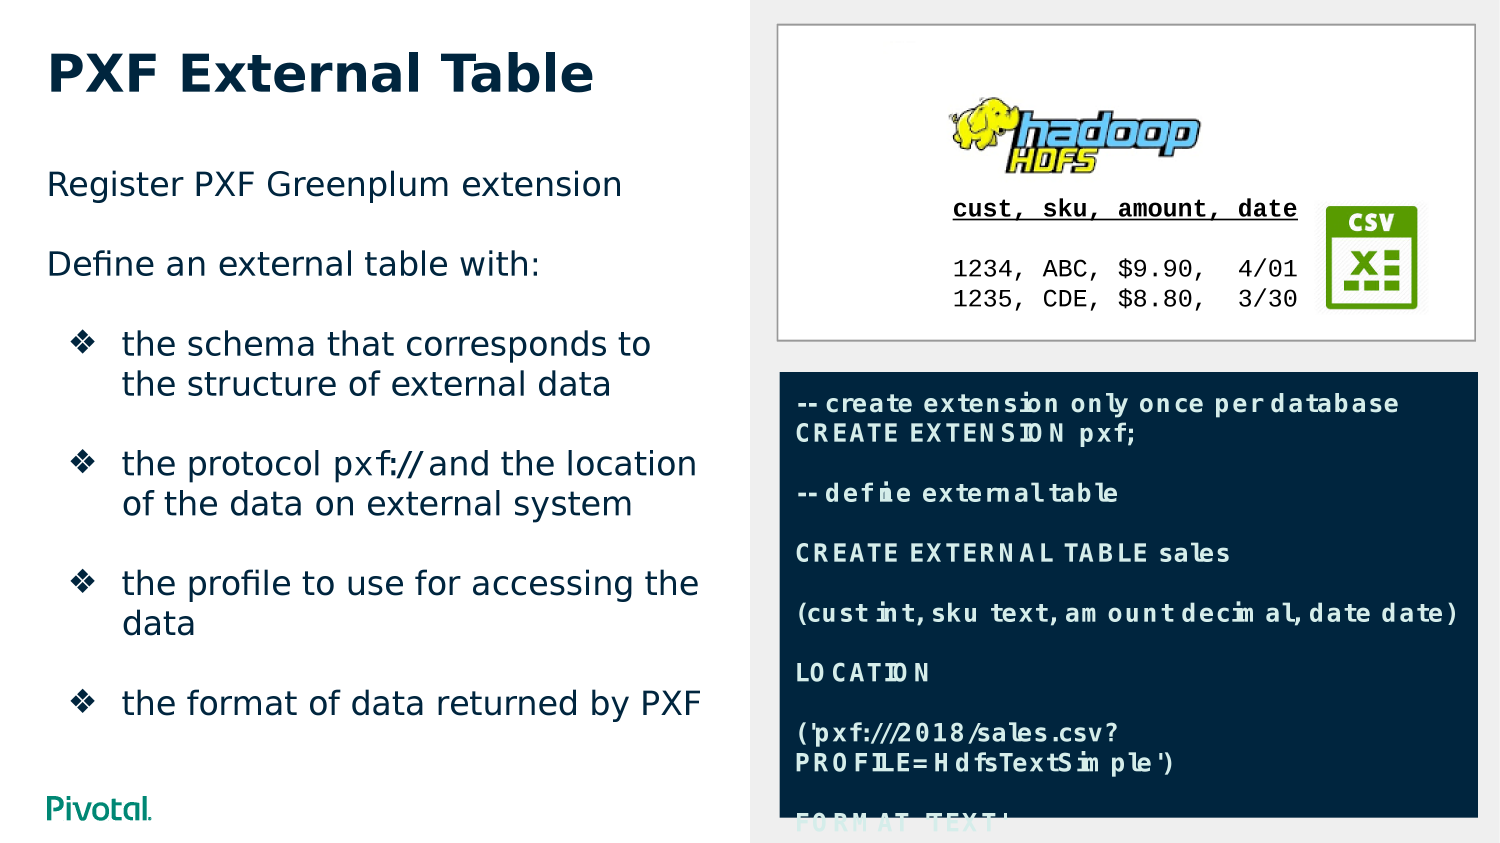 PXF External Table
Register PXF Greenplum extension
Define an external table with:
❖ the schema that corresponds to
the structure of external data
❖ the protocol pxf:// and the location
of the data on external system
❖ the profile to use for accessing the
data
❖ the format of data returned by PXF
Pivotal.
hadoop
HDFS
cust, sku, amount, date
1234, ABC, $9.90, 4/01
1235, CDE, $8.80, 3/30
CSV
X
-- create extension only once per database
CREATE EXTENSION pxf;
-- define external table
CREATE EXTERNAL TABLE sales
(cust int, sku text, amount decimal, date date)
LOCATION
('pxf:///2018/sales.csv?
PROFILE=HdfsTextSimple')
FORMAT 'TEXT'